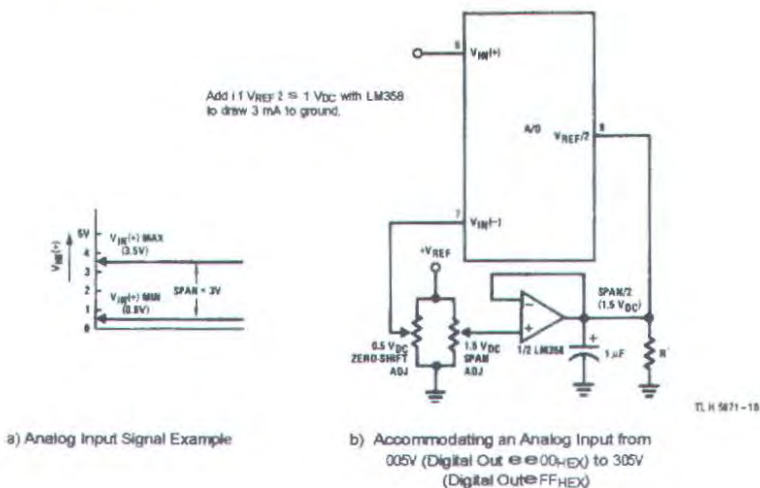 Add i f VREF 2 ≤ 1 VDC with LM358
to draw 3 mA to ground.
6
VIN(+)
A/D
VREF/2
9
7
VIN(−)
+VREF
0.5 VDC
ZERO-SHIFT
ADJ
1.5 VDC
SPAN
ADJ
−
+
1/2 LM358
SPAN/2
(1.5 VDC)
+
1 µF
R*
VIN(+)
5V
4
3
2
1
0
VIN(+) MAX
(3.5V)
SPAN = 3V
VIN(+) MIN
(0.5V)
TL H 5671–18
a) Analog Input Signal Example
b) Accommodating an Analog Input from
005V (Digital Out e e 00HEX) to 305V
(Digital Out e FFHEX)